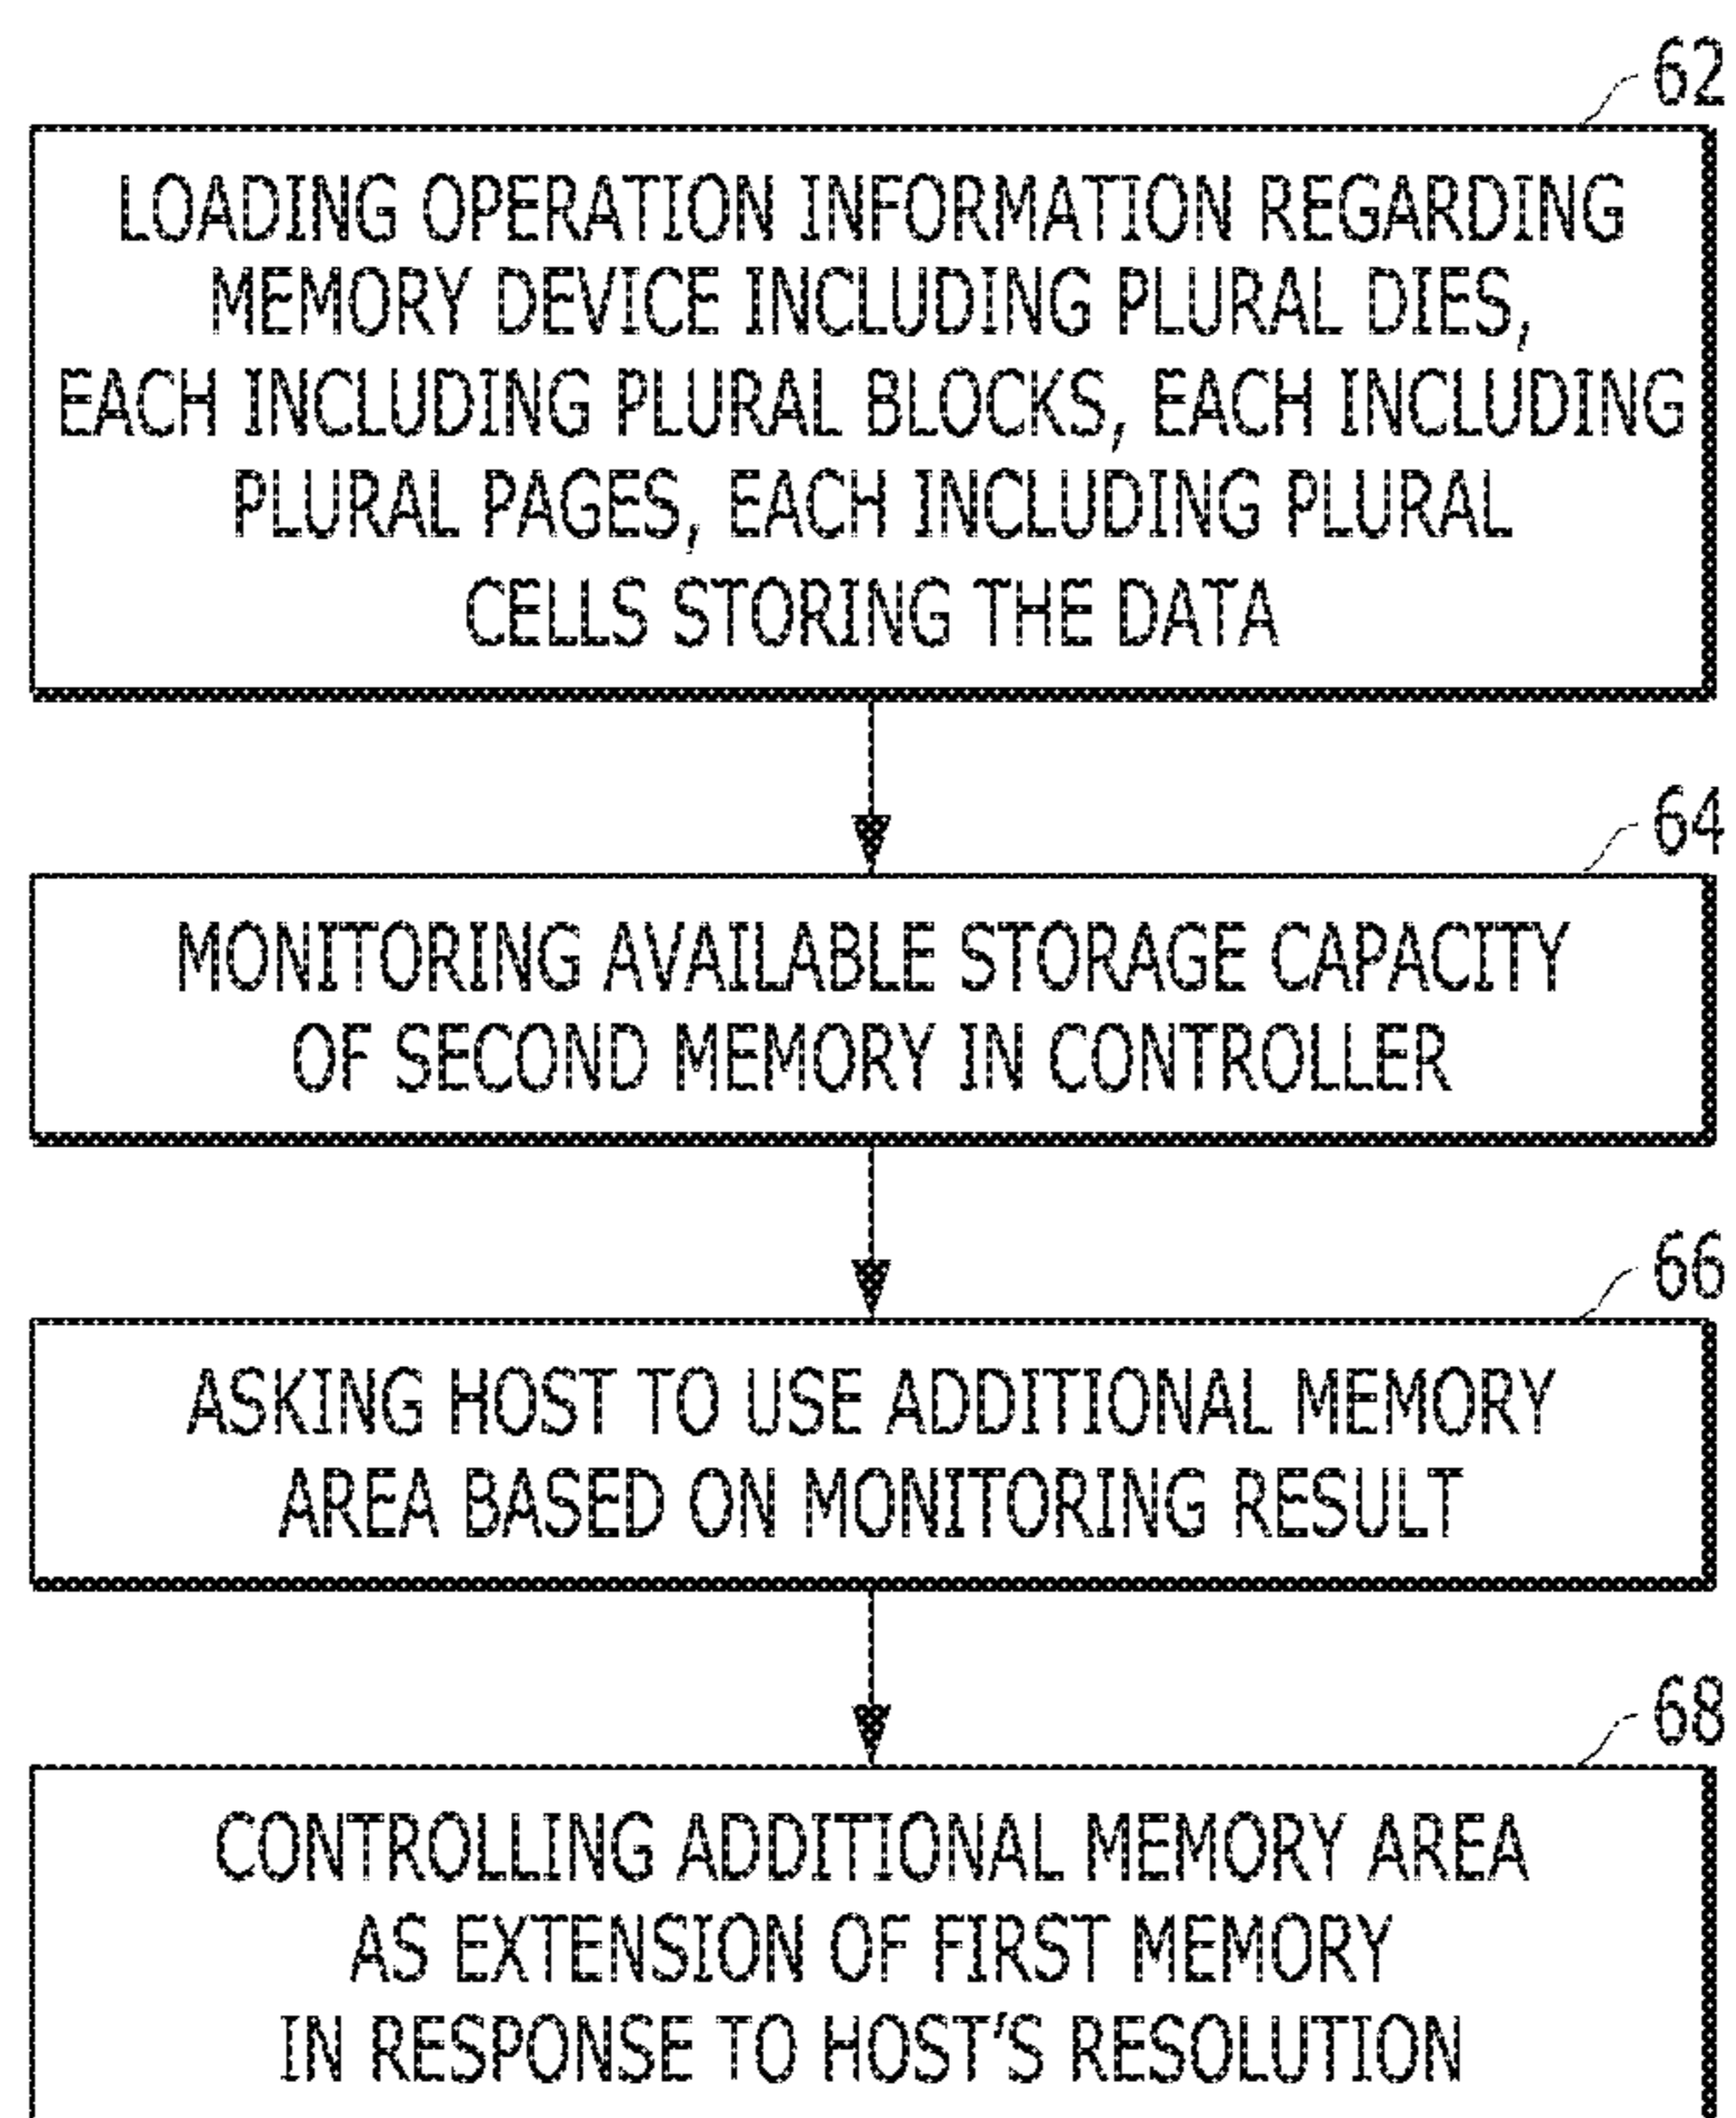 62
LOADING OPERATION INFORMATION REGARDING
MEMORY DEVICE INCLUDING PLURAL DIES,
EACH INCLUDING PLURAL BLOCKS, EACH INCLUDING
PLURAL PAGES, EACH INCLUDING PLURAL
CELLS STORING THE DATA
64
MONITORING AVAILABLE STORAGE CAPACITY
OF SECOND MEMORY IN CONTROLLER
66
ASKING HOST TO USE ADDITIONAL MEMORY
AREA BASED ON MONITORING RESULT
68
CONTROLLING ADDITIONAL MEMORY AREA
AS EXTENSION OF FIRST MEMORY
IN RESPONSE TO HOST'S RESOLUTION